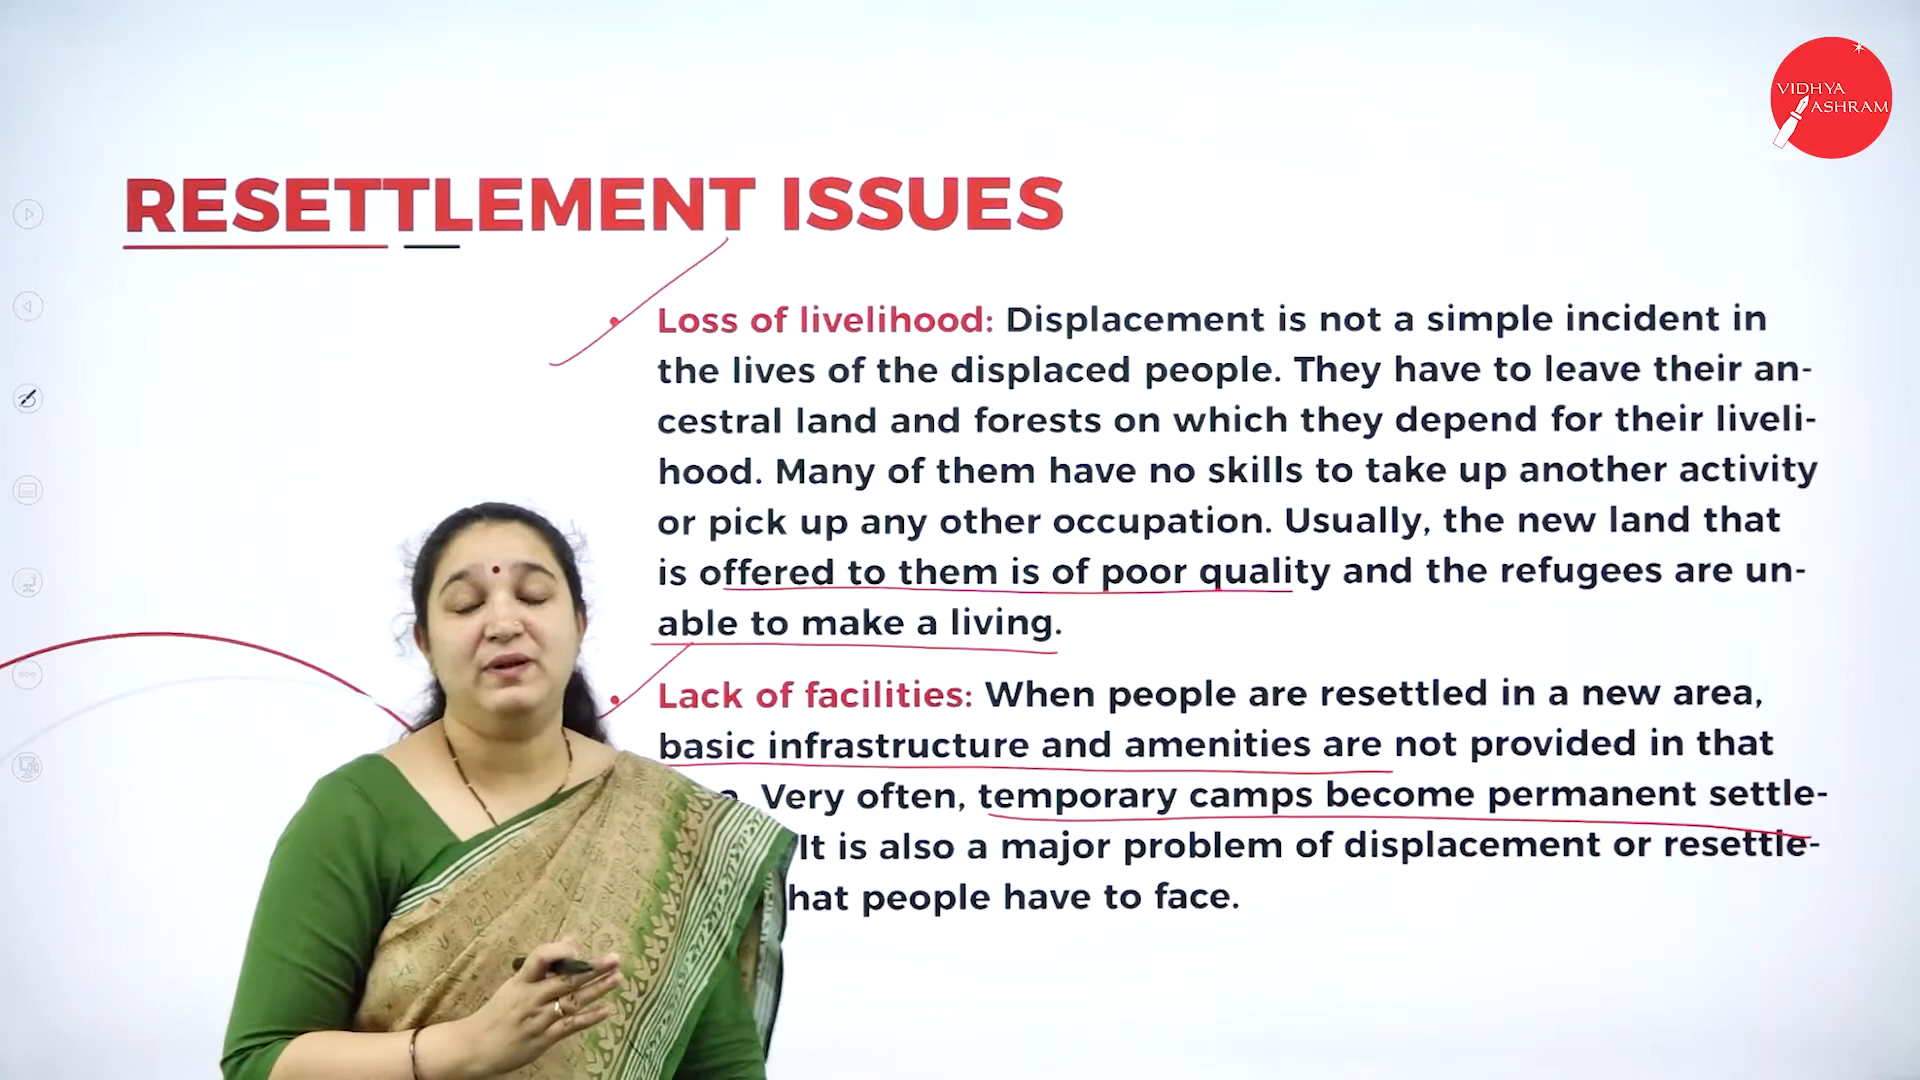 VIDHYA
ASHRAM
RESETTLEMENT ISSUES
• Loss of livelihood: Displacement is not a simple incident in
the lives of the displaced people. They have to leave their an-
cestral land and forests on which they depend for their liveli-
hood. Many of them have no skills to take up another activity
or pick up any other occupation. Usually, the new land that
is offered to them is of poor quality and the refugees are un-
able to make a living.
• Lack of facilities: When people are resettled in a new area,
basic infrastructure and amenities are not provided in that
Very often, temporary camps become permanent settle-
It is also a major problem of displacement or resettle-
people have to face.